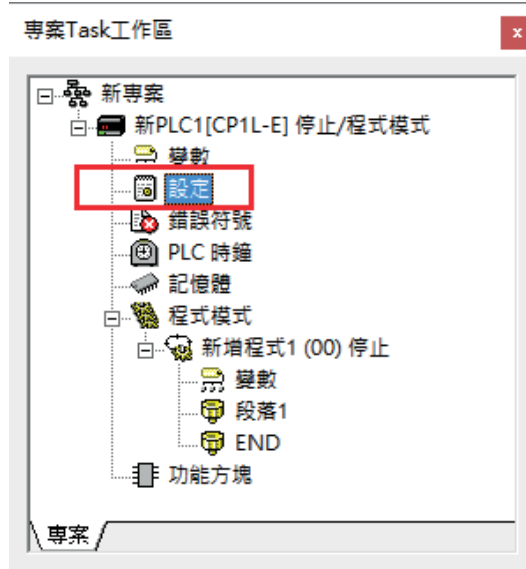 專案Task工作區
x
新專案
新PLC1[CP1L-E] 停止/程式模式
變數
設定
錯誤符號
PLC 時鐘
記憶體
程式模式
新增程式1 (00) 停止
變數
段落1
END
功能方塊
專案